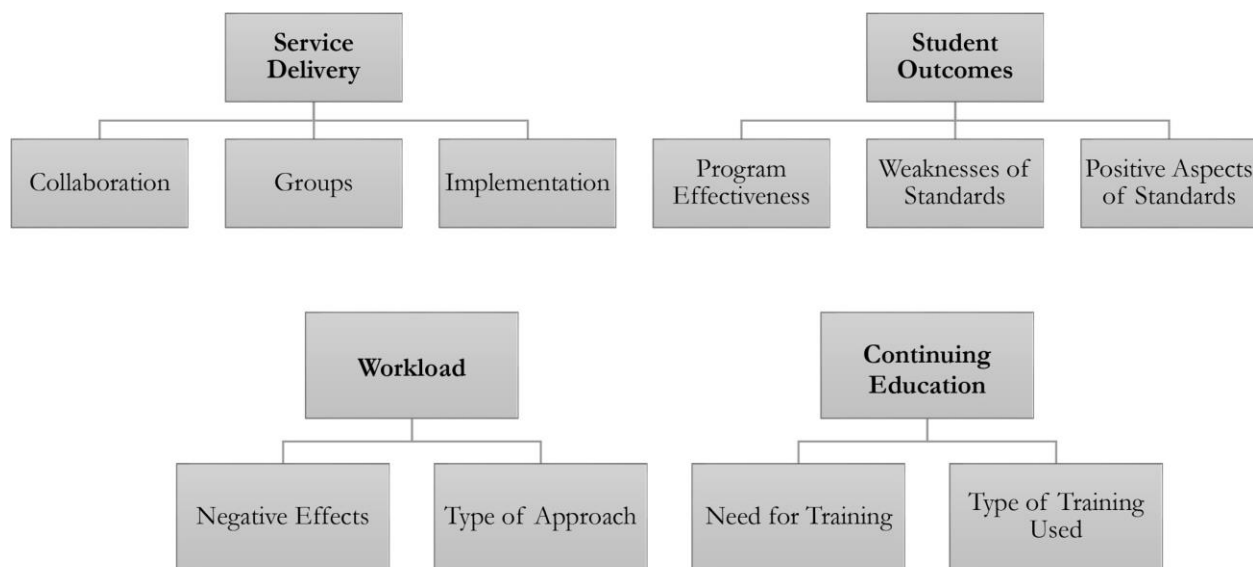 Service
Delivery
Student
Outcomes
Collaboration
Groups
Implementation
Program
Effectiveness
Weaknesses of
Standards
Positive Aspects
of Standards
Workload
Continuing
Education
Negative Effects
Type of Approach
Need for Training
Type of Training
Used